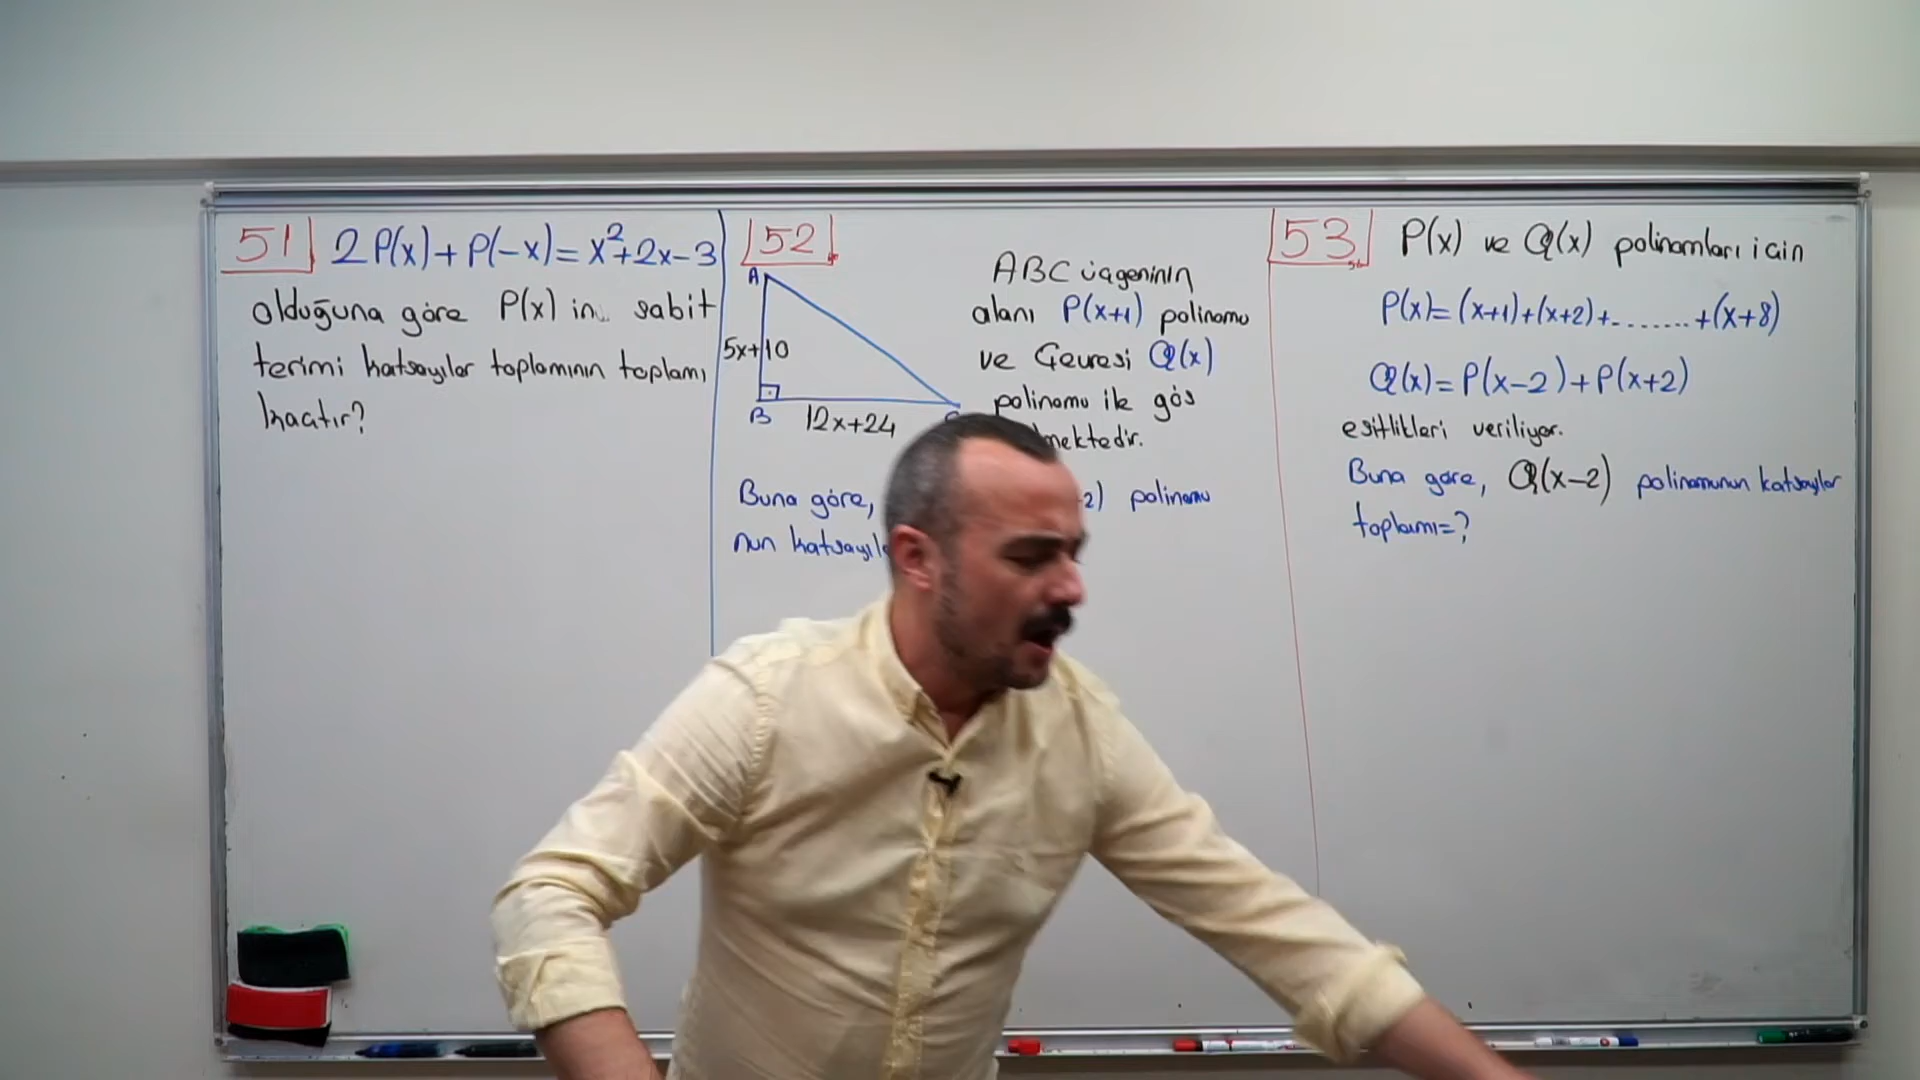 51 2P(x)+P(-x)=x²+2x-3
olduğuna göre P(x) in sabit
terimi katsayılar toplamının toplamı
kaçtır?
52
A
5x+10
B 12x+24
ABC üçgeninin
alanı P(x+1) polinomu
ve Çevresi Q(x)
polinomu ile gös
mektedir.
Buna göre, 2) polinomu
nun
53 P(x) ve Q(x) polinomları için
P(x)=(x+1)+(x+2)+........+(x+8)
Q(x)=P(x-2)+P(x+2)
eşitlikleri veriliyor.
Buna göre, Q(x-2) polinomunun katsayılar
toplamı=?